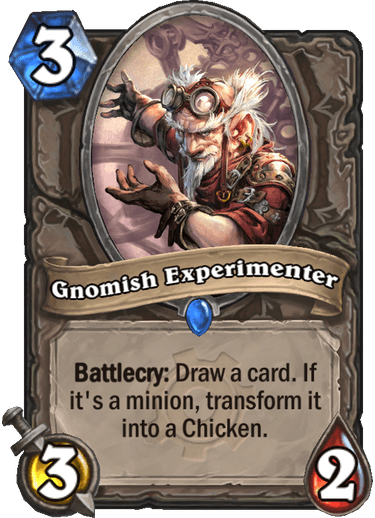 3
Gnomish Experimenter
Battlecry: Draw a card. If
it's a minion, transform it
into a Chicken.
3
2